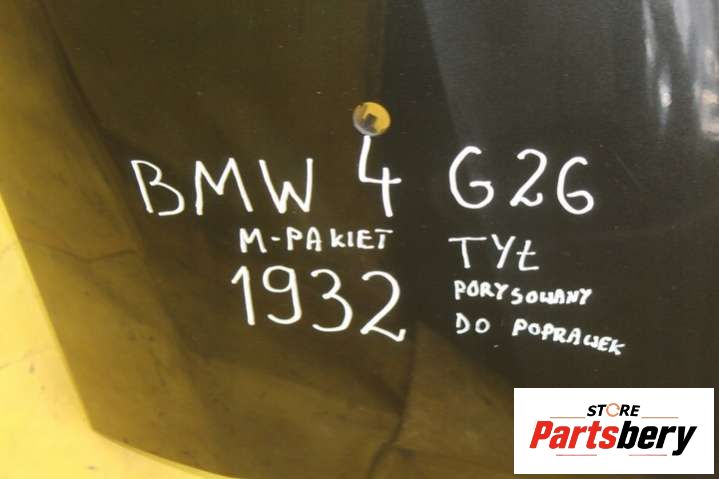 BMW 4 G26
M-PAKIET TYŁ
1932 PORYSOWANY
DO POPRAWEK
STORE
Partsbery